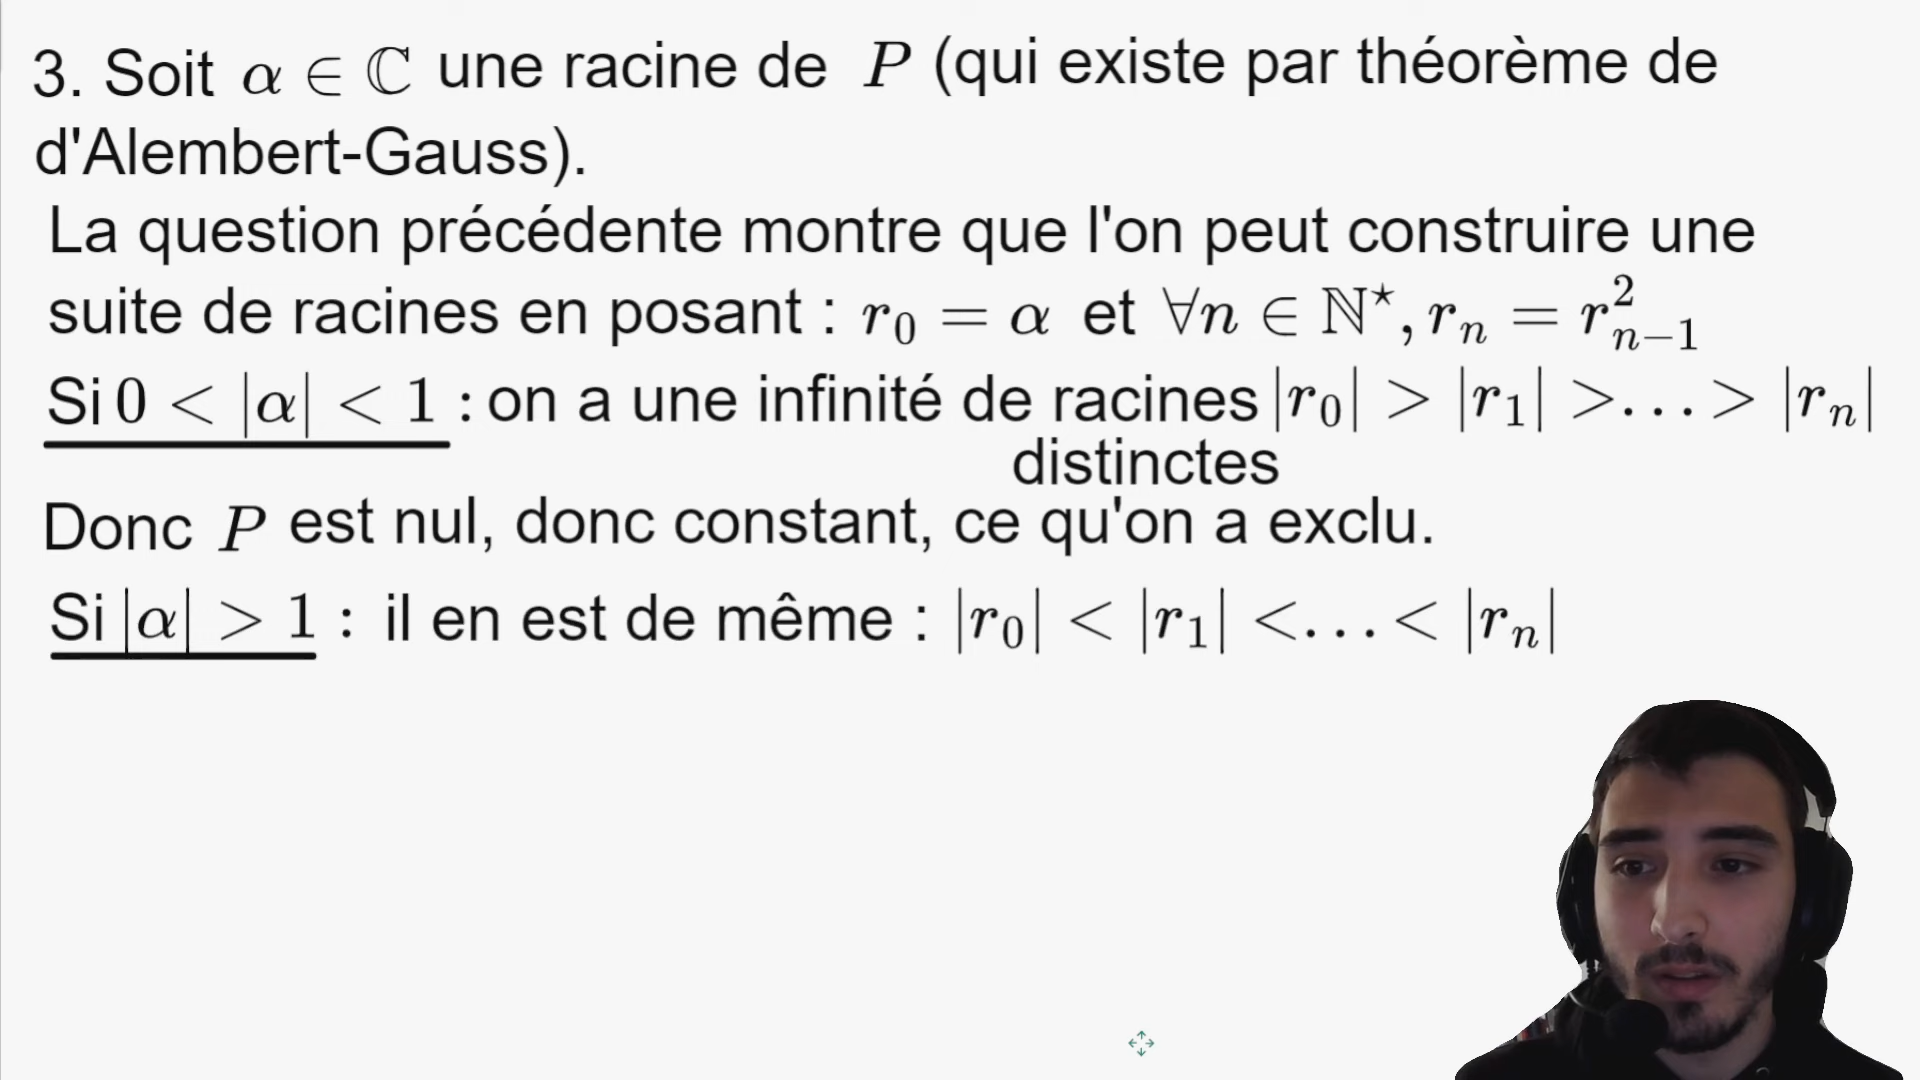 3. Soit α ∈ ℂ une racine de P (qui existe par théorème de
d'Alembert-Gauss).
La question précédente montre que l'on peut construire une
suite de racines en posant : r₀ = α et ∀n ∈ ℕ*, rₙ = r²ₙ₋₁
Si 0 < |α| < 1 : on a une infinité de racines |r₀| > |r₁| >...> |rₙ|
distinctes
Donc P est nul, donc constant, ce qu'on a exclu.
Si |α| > 1 : il en est de même : |r₀| < |r₁| <...< |rₙ|